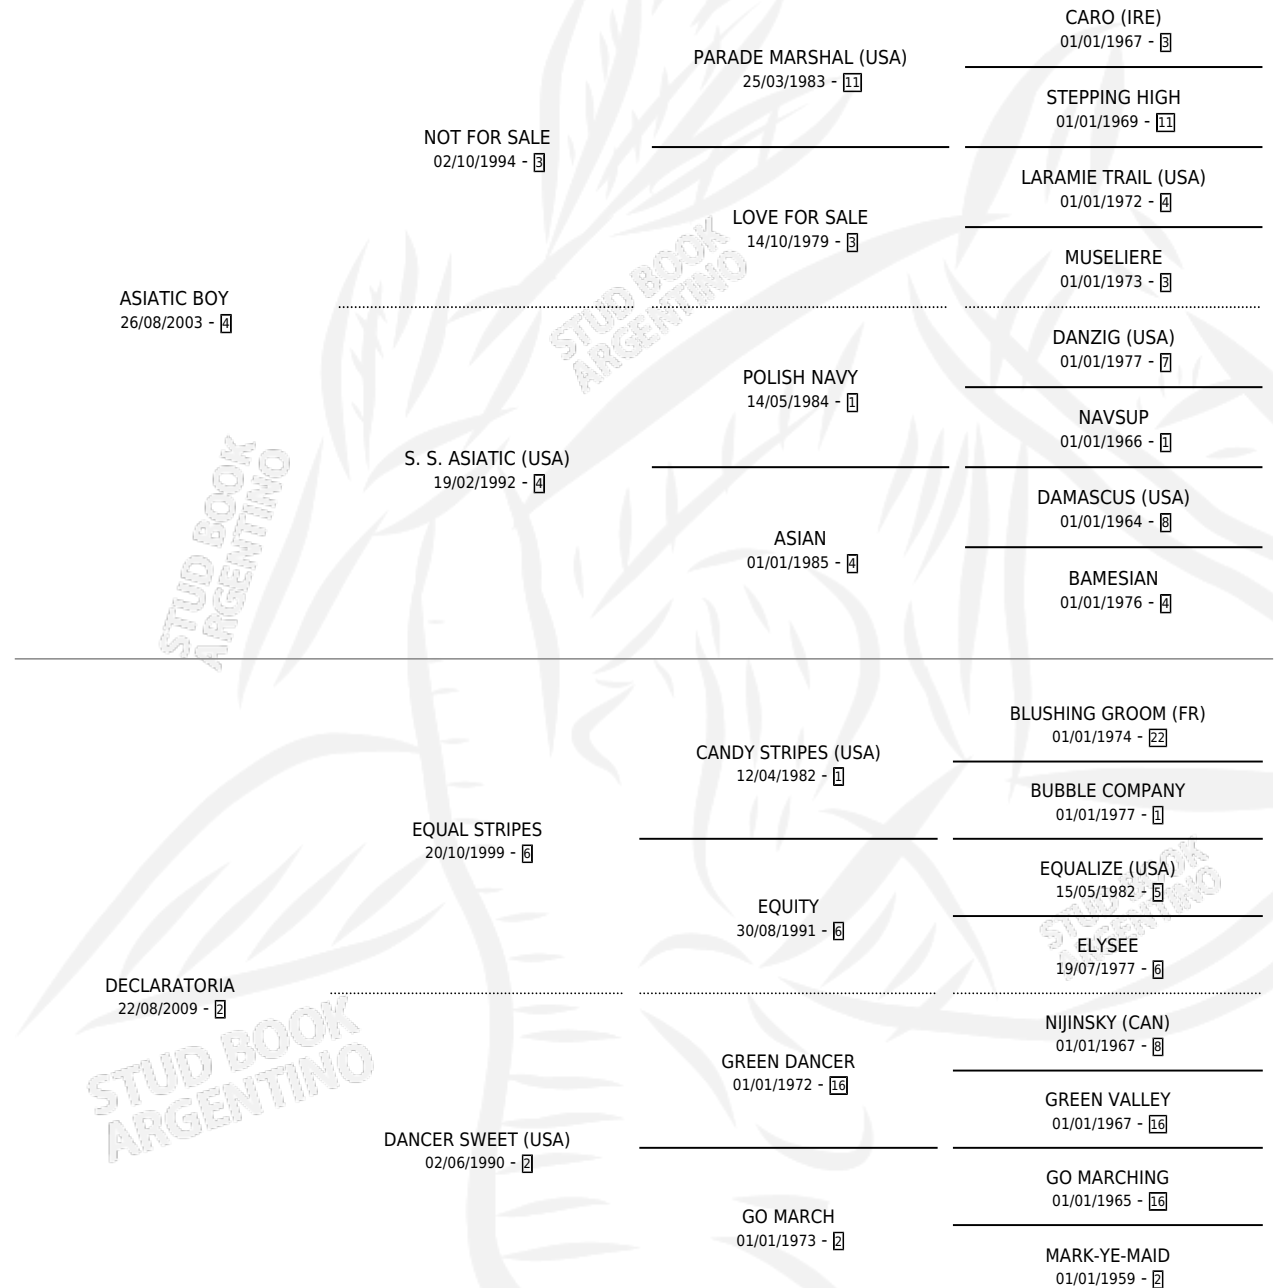 CARO (IRE)
01/01/1967 - 3
PARADE MARSHAL (USA)
25/03/1983 - 11
STEPPING HIGH
01/01/1969 - 11
NOT FOR SALE
02/10/1994 - 3
LARAMIE TRAIL (USA)
01/01/1972 - 4
LOVE FOR SALE
14/10/1979 - 3
MUSELIERE
01/01/1973 - 3
ASIATIC BOY
26/08/2003 - 4
STUD BOOK
ARGENTINO
DANZIG (USA)
01/01/1977 - 7
POLISH NAVY
14/05/1984 - 1
NAVSUP
01/01/1966 - 1
S. S. ASIATIC (USA)
19/02/1992 - 4
DAMASCUS (USA)
01/01/1964 - 8
ASIAN
01/01/1985 - 4
BAMESIAN
01/01/1976 - 4
STUD BOOK
ARGENTINO
BLUSHING GROOM (FR)
01/01/1974 - 22
CANDY STRIPES (USA)
12/04/1982 - 1
BUBBLE COMPANY
01/01/1977 - 1
EQUAL STRIPES
20/10/1999 - 6
EQUALIZE (USA)
15/05/1982 - 5
EQUITY
30/08/1991 - 6
STUD BOOK
ARGENTINO
ELYSEE
19/07/1977 - 6
DECLARATORIA
22/08/2009 - 2
STUD BOOK
ARGENTINO
NIJINSKY (CAN)
01/01/1967 - 8
GREEN DANCER
01/01/1972 - 16
GREEN VALLEY
01/01/1967 - 16
DANCER SWEET (USA)
02/06/1990 - 2
GO MARCHING
01/01/1965 - 16
GO MARCH
01/01/1973 - 2
MARK-YE-MAID
01/01/1959 - 2